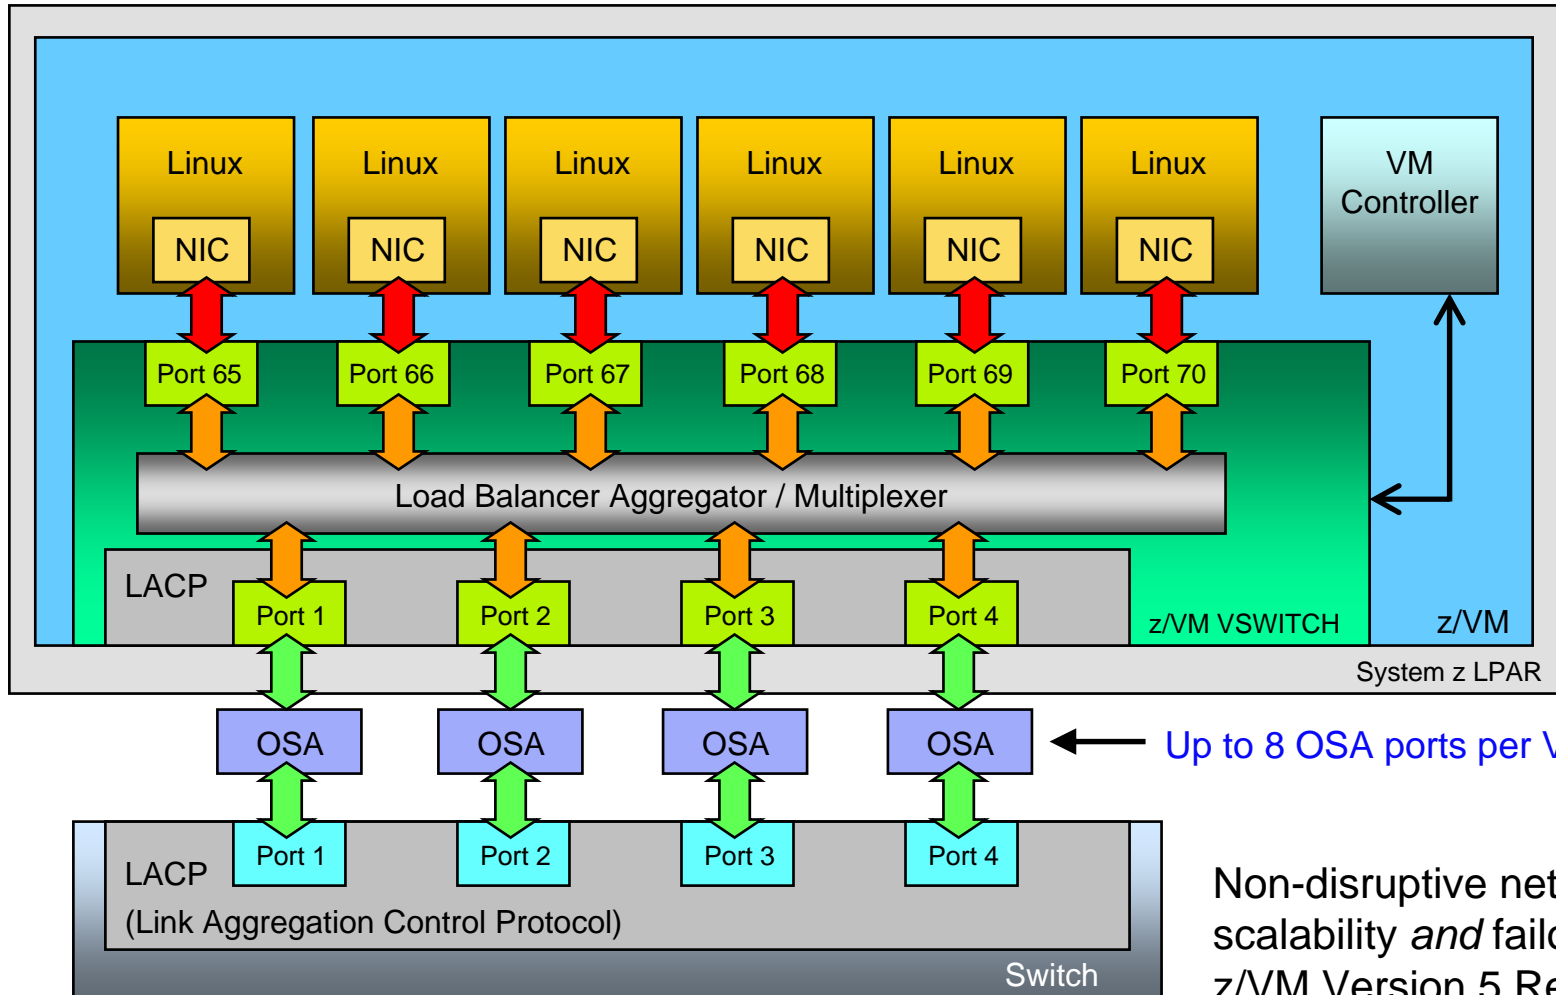 Linux Linux Linux Linux Linux Linux VM
Controller
NIC NIC NIC NIC NIC NIC
Port 65 Port 66 Port 67 Port 68 Port 69 Port 70
Load Balancer Aggregator / Multiplexer
LACP
Port 1 Port 2 Port 3 Port 4 z/VM VSWITCH z/VM
System z LPAR
OSA OSA OSA OSA Up to 8 OSA ports per
Port 1 Port 2 Port 3 Port 4
LACP
(Link Aggregation Control Protocol)
Switch
Non-disruptive
scalability and
z/VM Version 5